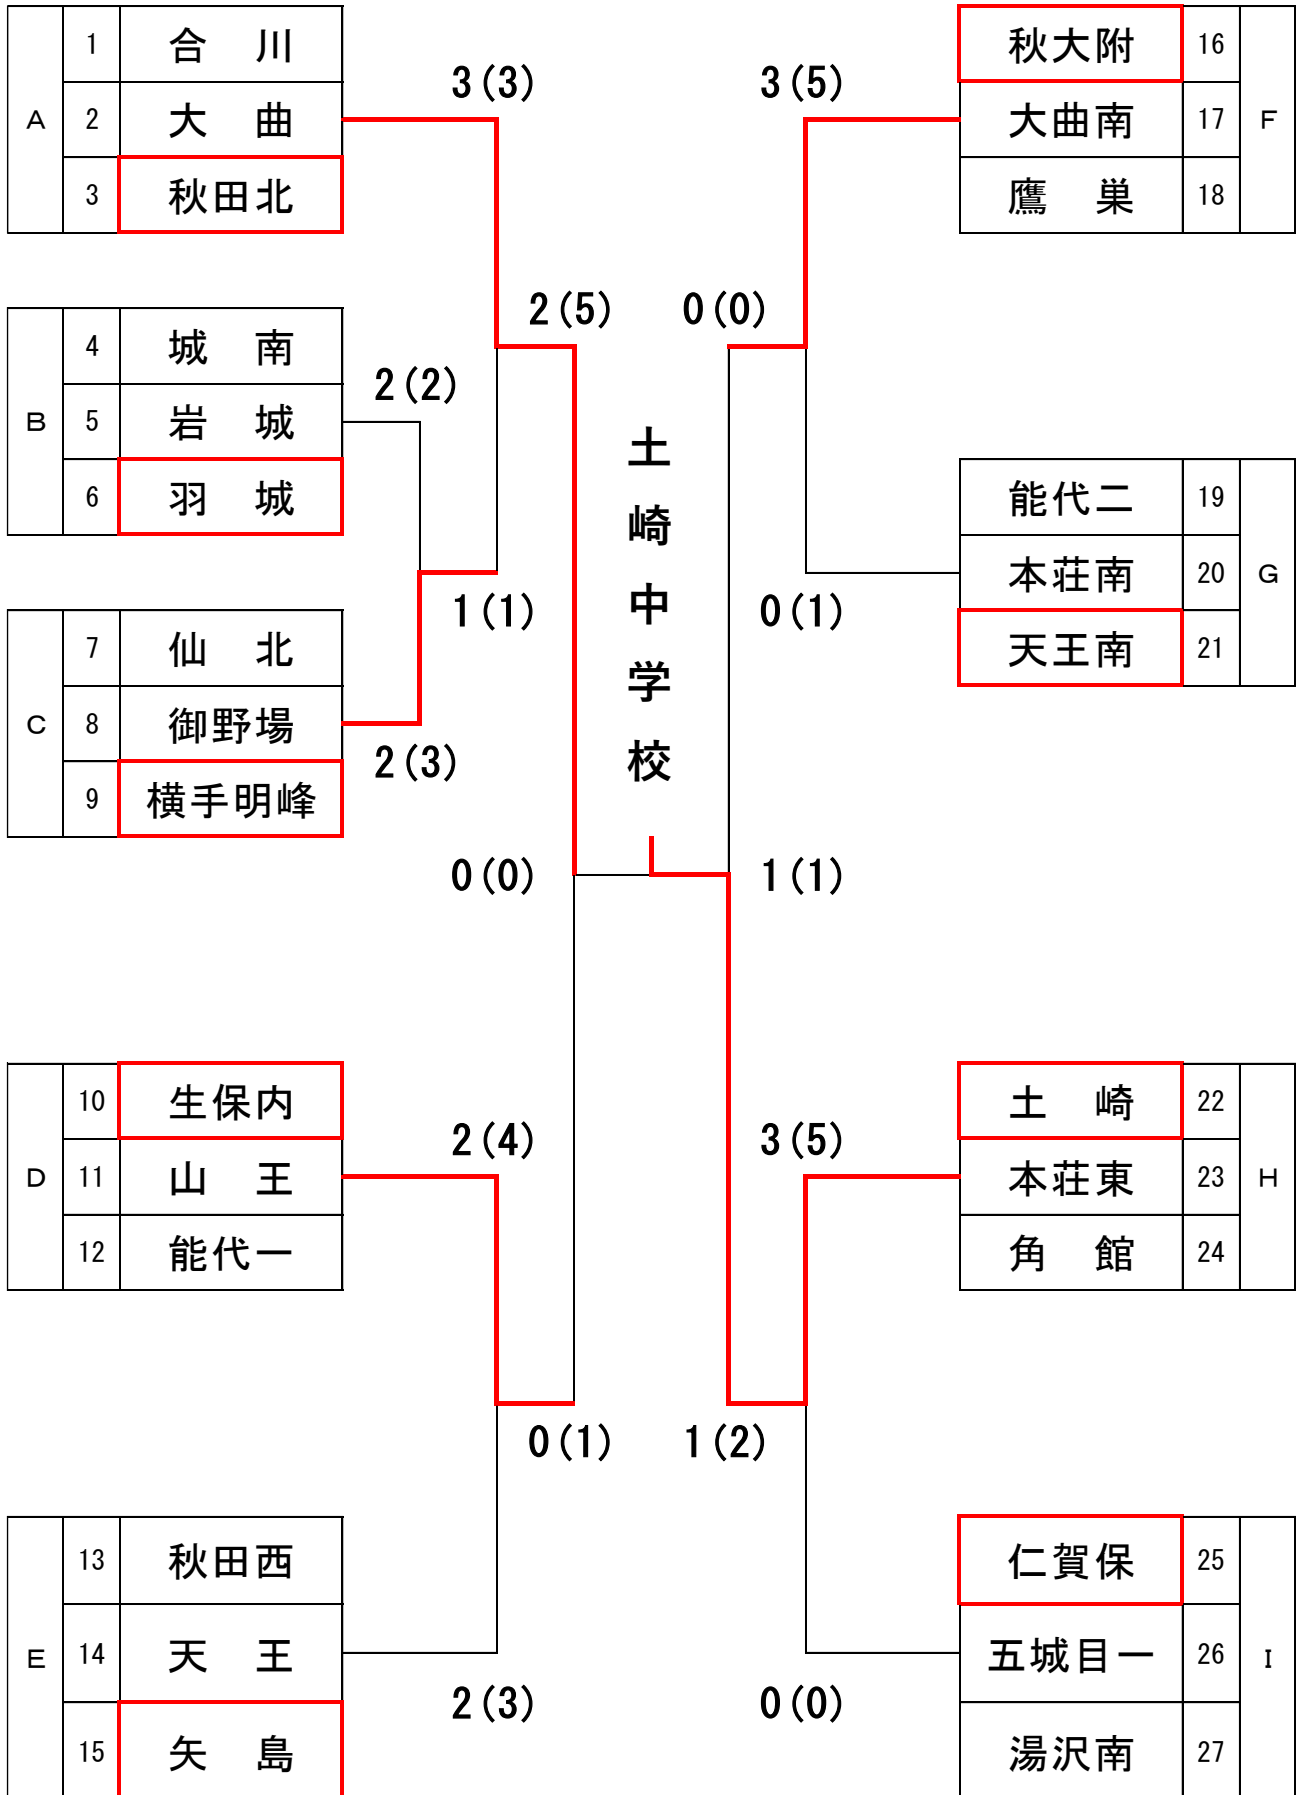 A
1 合　川
2 大　曲
3 秋田北
B
4 城　南
5 岩　城
6 羽　城
C
7 仙　北
8 御野場
9 横手明峰
D
10 生保内
11 山　王
12 能代一
E
13 秋田西
14 天　王
15 矢　島
3(3)
2(5)
2(2)
1(1)
2(3)
0(0)
2(4)
0(1)
2(3)
土崎中学校
3(5)
0(0)
0(1)
1(1)
3(5)
1(2)
0(0)
秋大附 16
大曲南 17
鷹　巣 18
F
能代二 19
本荘南 20
天王南 21
G
土　崎 22
本荘東 23
角　館 24
H
仁賀保 25
五城目一 26
湯沢南 27
I